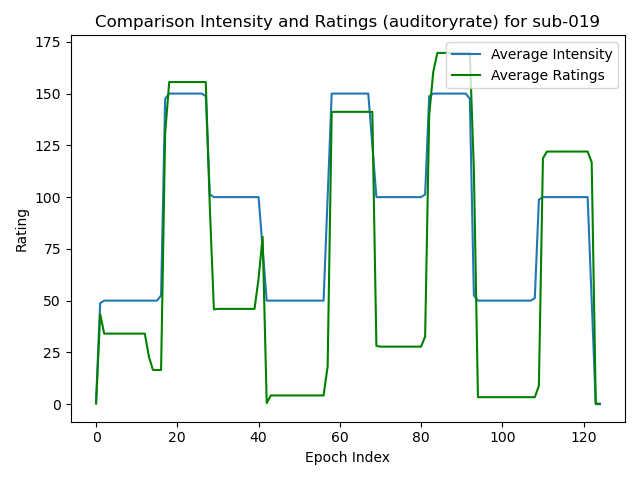 Comparison Intensity and Ratings (auditoryrate) for sub-019
Average Intensity
Average Ratings
175
150
125
100
75
50
25
0
Rating
0 20 40 60 80 100 120
Epoch Index